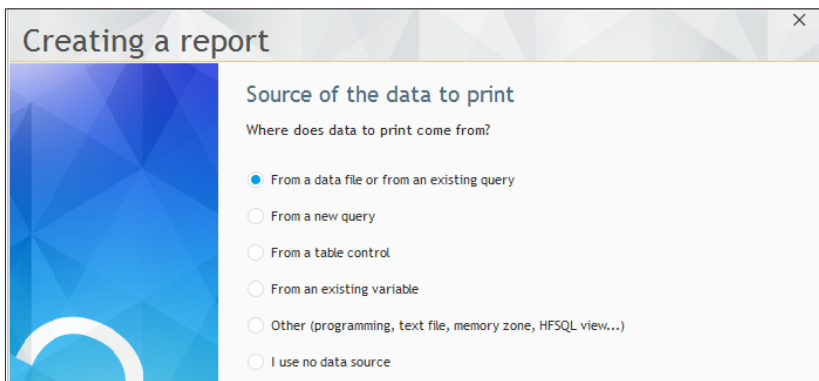 Creating a report
Source of the data to print
Where does data to print come from?
From a data file or from an existing query
From a new query
From a table control
From an existing variable
Other (programming, text file, memory zone, HFSQL view...)
I use no data source